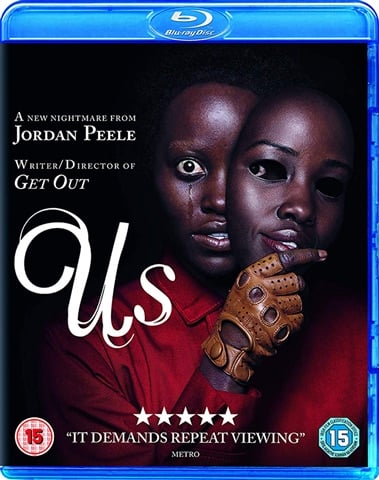 Blu-ray Disc
A NEW NIGHTMARE FROM
JORDAN PEELE
WRITER/DIRECTOR OF
GET OUT
Us
15
"IT DEMANDS REPEAT VIEWING"
METRO
15